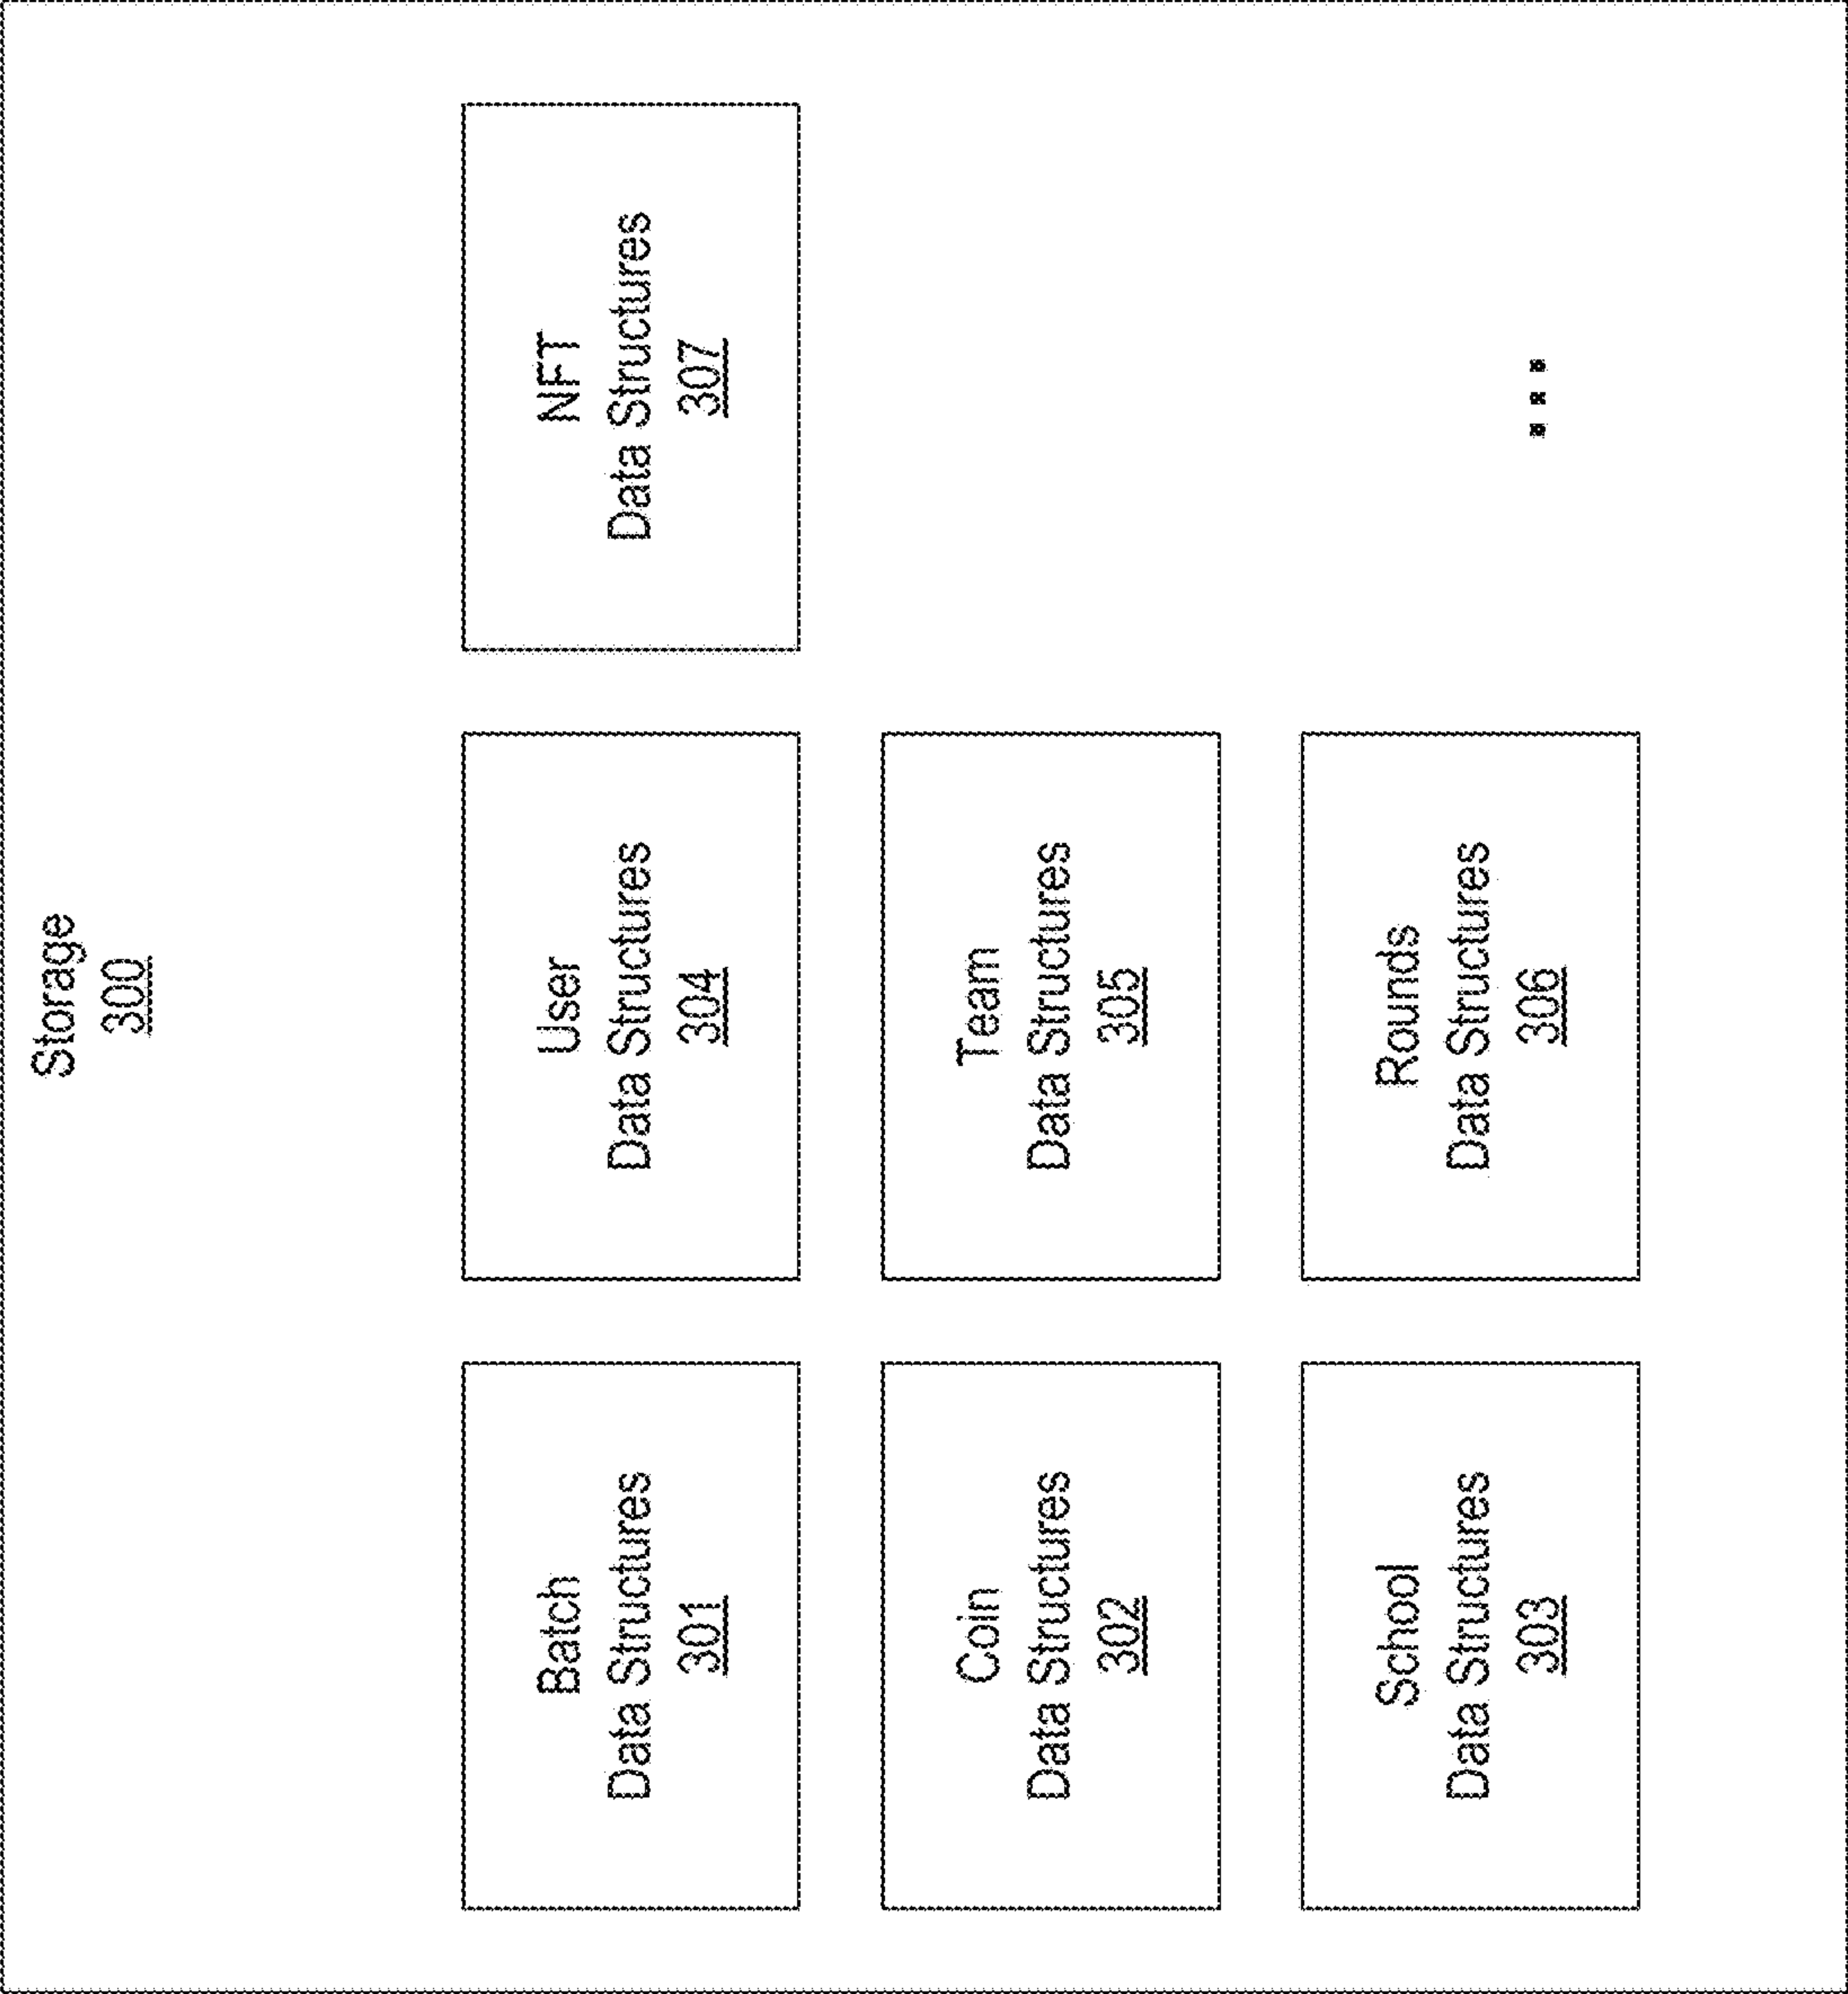 Storage
300
Batch
Data Structures
301
Coin
Data Structures
302
School
Data Structures
303
User
Data Structures
304
Team
Data Structures
305
Rounds
Data Structures
306
NFT
Data Structures
307
...